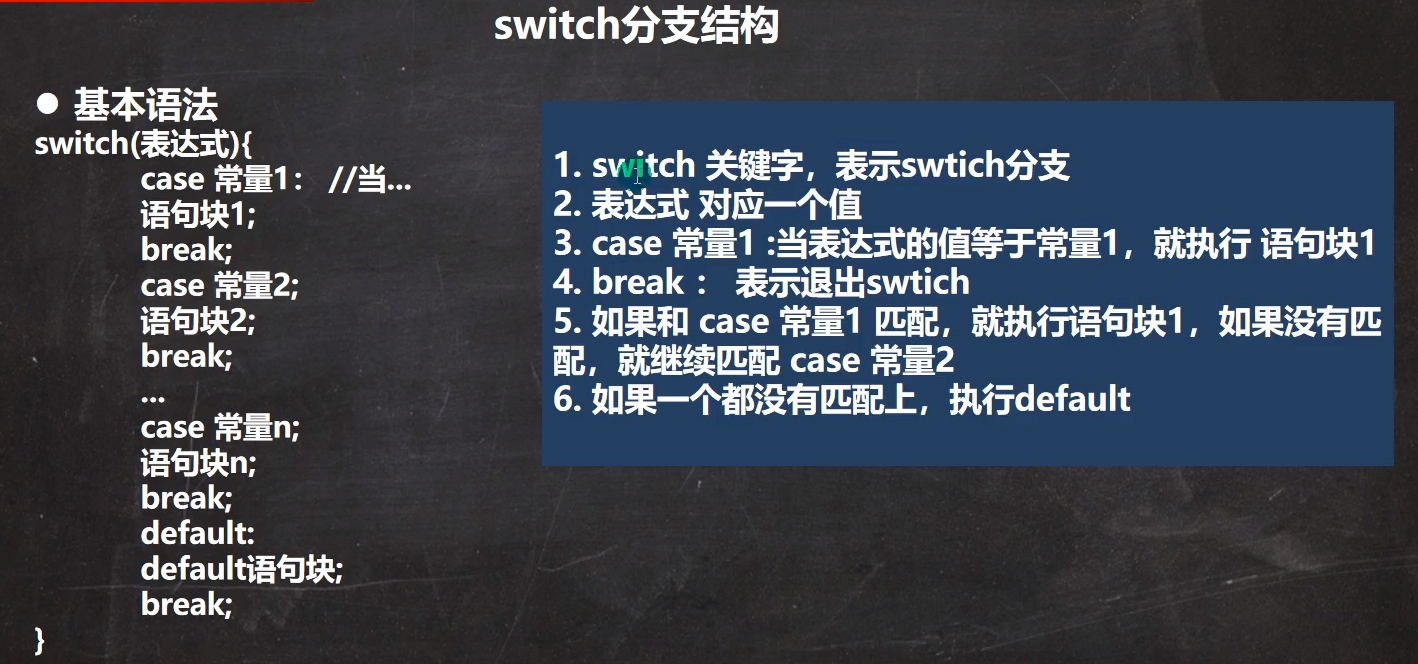 switch分支结构
● 基本语法
switch(表达式){
case 常量1： //当...
语句块1;
break;
case 常量2;
语句块2;
break;
...
case 常量n;
语句块n;
break;
default:
default语句块;
break;
}
1. switch 关键字，表示swtich分支
2. 表达式 对应一个值
3. case 常量1 :当表达式的值等于常量1，就执行 语句块1
4. break ： 表示退出swtich
5. 如果和 case 常量1 匹配，就执行语句块1，如果没有匹
配，就继续匹配 case 常量2
6. 如果一个都没有匹配上，执行default